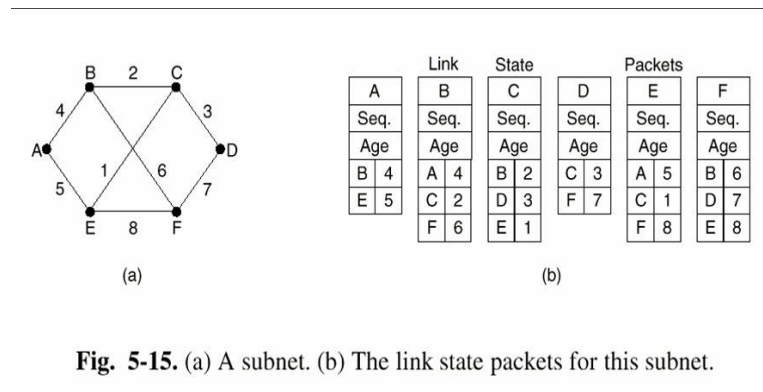 B 2 C
4 3
A D
1 6
5 7
E 8 F
(a)
Link State Packets
A B C D E F
Seq. Seq. Seq. Seq. Seq. Seq.
Age Age Age Age Age Age
B 4 A 4 B 2 C 3 A 5 B 6
E 5 C 2 D 3 F 7 C 1 D 7
F 6 E 1 F 8 E 8
(b)
Fig. 5-15. (a) A subnet. (b) The link state packets for this subnet.